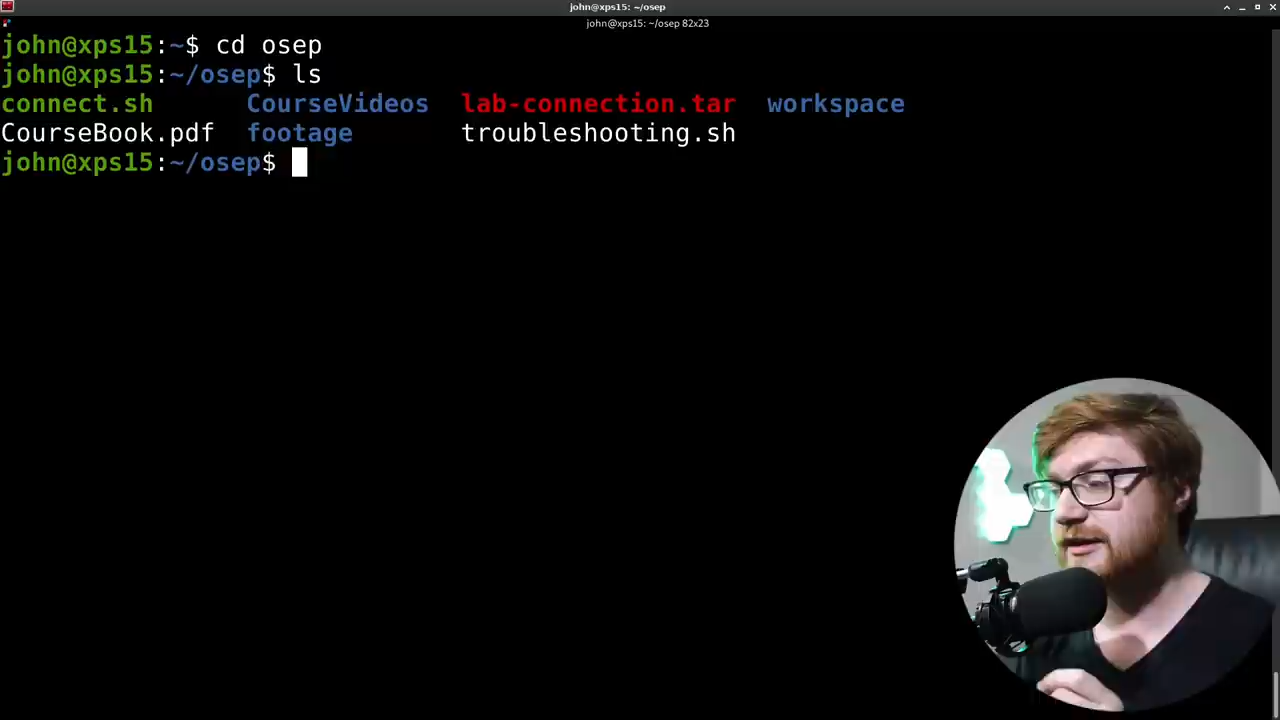 john@xps15: ~/osep
john@xps15: ~/osep 82x23
john@xps15:~$ cd osep
john@xps15:~/osep$ ls
connect.sh CourseVideos lab-connection.tar workspace
CourseBook.pdf footage troubleshooting.sh
john@xps15:~/osep$